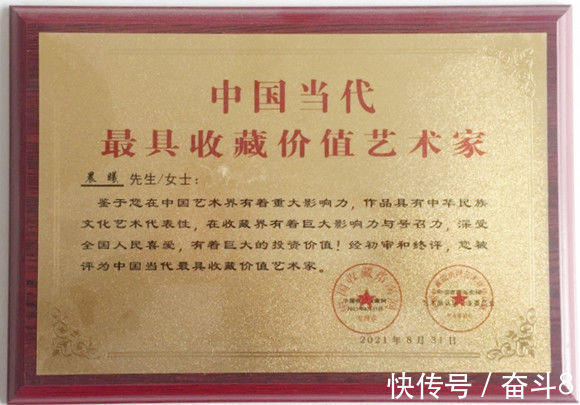 中国当代
最具收藏价值艺术家
晨曦 先生/女士：
鉴于您在中国艺术界有着重大影响力，作品具有中华民族
文化艺术代表性，在收藏界有着巨大影响力与号召力，深受
全国人民喜爱，有着巨大的投资价值！经初审和终评，您被
评为中国当代最具收藏价值艺术家。
2021年8月31日
快传号 / 奋斗8